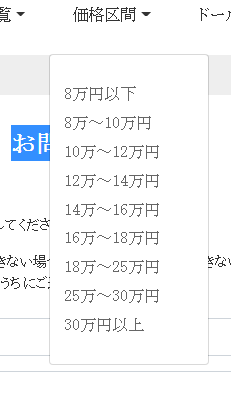 覧 価格区間 ドール
8万円以下
8万～10万円
お問
10万～12万円
12万～14万円
14万～16万円
してくださ
16万～18万円
きない場 きない
18万～25万円
うちにご
25万～30万円
30万円以上